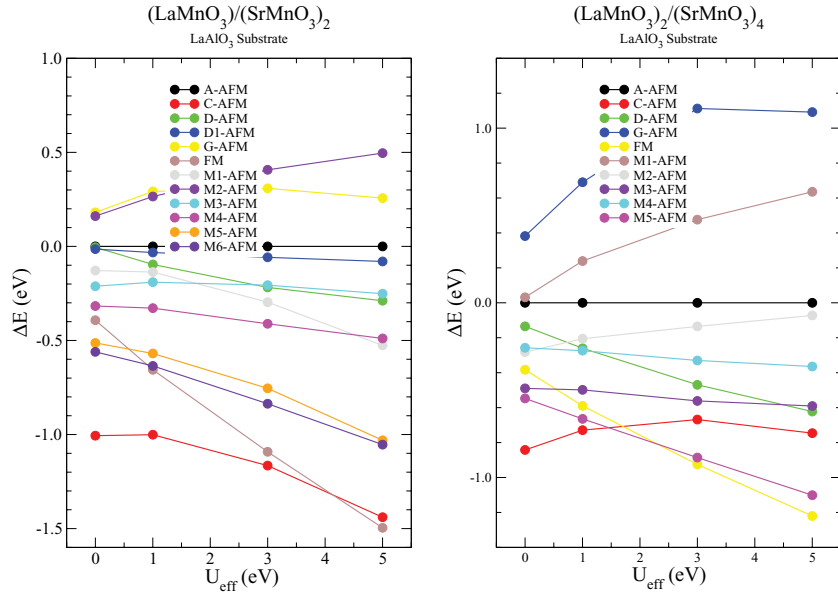 (LaMnO₃)/(SrMnO₃)₂
LaAlO₃ Substrate
1.0
0.5
0.0
-0.5
-1.0
-1.5
ΔE (eV)
A-AFM
C-AFM
D-AFM
D1-AFM
G-AFM
FM
M1-AFM
M2-AFM
M3-AFM
M4-AFM
M5-AFM
M6-AFM
0 1 2 3 4 5
U_eff (eV)
(LaMnO₃)₂/(SrMnO₃)₄
LaAlO₃ Substrate
1.0
0.0
-1.0
ΔE (eV)
A-AFM
C-AFM
D-AFM
G-AFM
FM
M1-AFM
M2-AFM
M3-AFM
M4-AFM
M5-AFM
0 1 2 3 4 5
U_eff (eV)